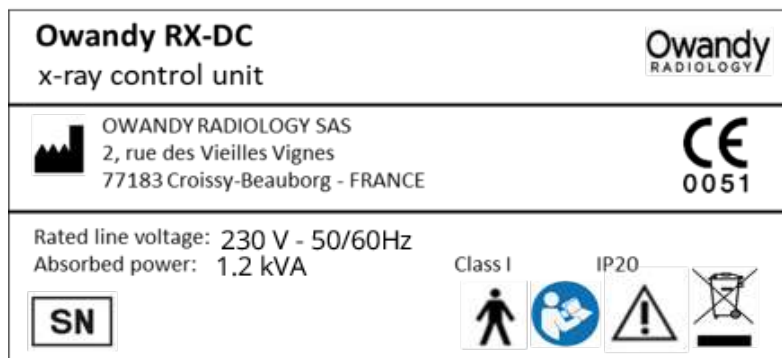 Owandy RX-DC
x-ray control unit
Owandy
RADIOLOGY
OWANDY RADIOLOGY SAS
2, rue des Vieilles Vignes
77183 Croissy-Beauborg - FRANCE
CE
0051
Rated line voltage: 230 V - 50/60Hz
Absorbed power: 1.2 kVA
Class I
IP20
SN